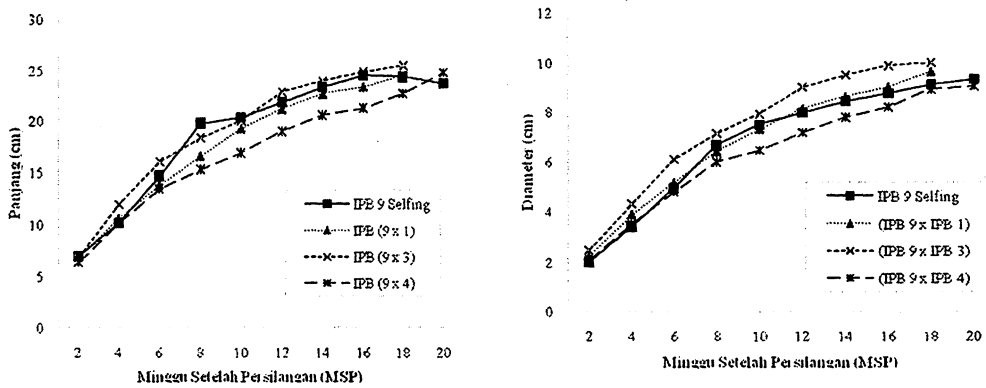 30
25
20
15
10
5
0
Panjang (cm)
IPB 9 Selfing
IPB (9 x 1)
IPB (9 x 3)
IPB (9 x 4)
2 4 6 8 10 12 14 16 18 20
Minggu Setelah Persilangan (MSP)
12
10
8
6
4
2
0
Diameter (cm)
IPB 9 Selfing
(IPB 9 x IPB 1)
(IPB 9 x IPB 3)
(IPB 9 x IPB 4)
2 4 6 8 10 12 14 16 18 20
Minggu Setelah Persilangan (MSP)